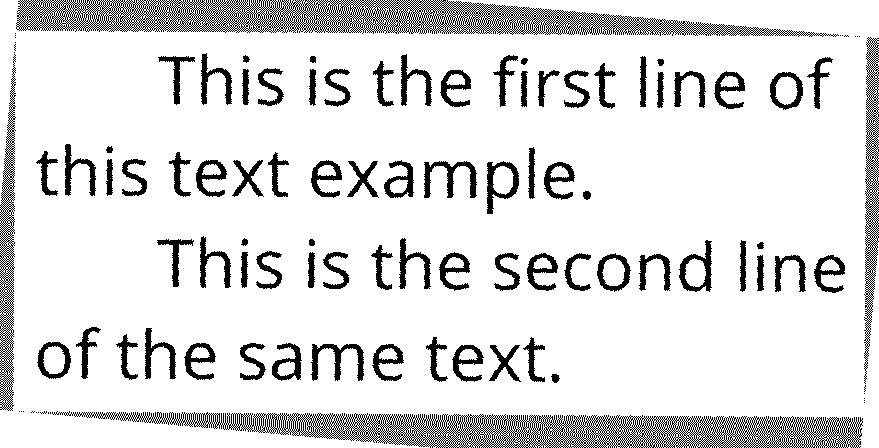 This is the first line of
this text example.
This is the second line
of the same text.